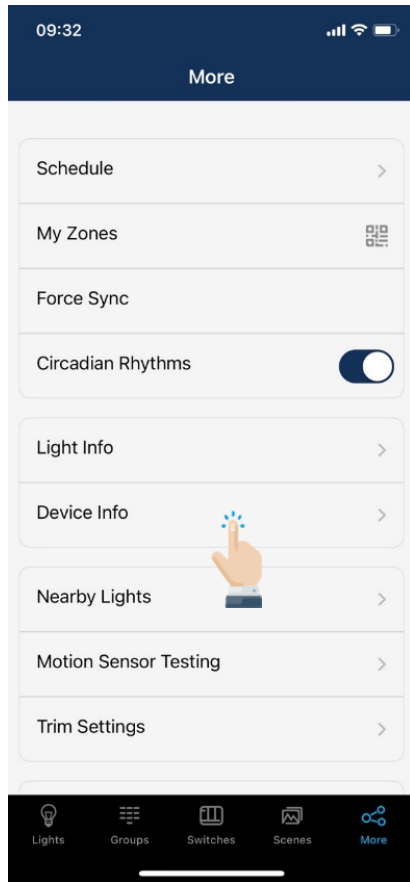 09:32
More
Schedule
My Zones
Force Sync
Circadian Rhythms
Light Info
Device Info
Nearby Lights
Motion Sensor Testing
Trim Settings
Lights Groups Switches Scenes More